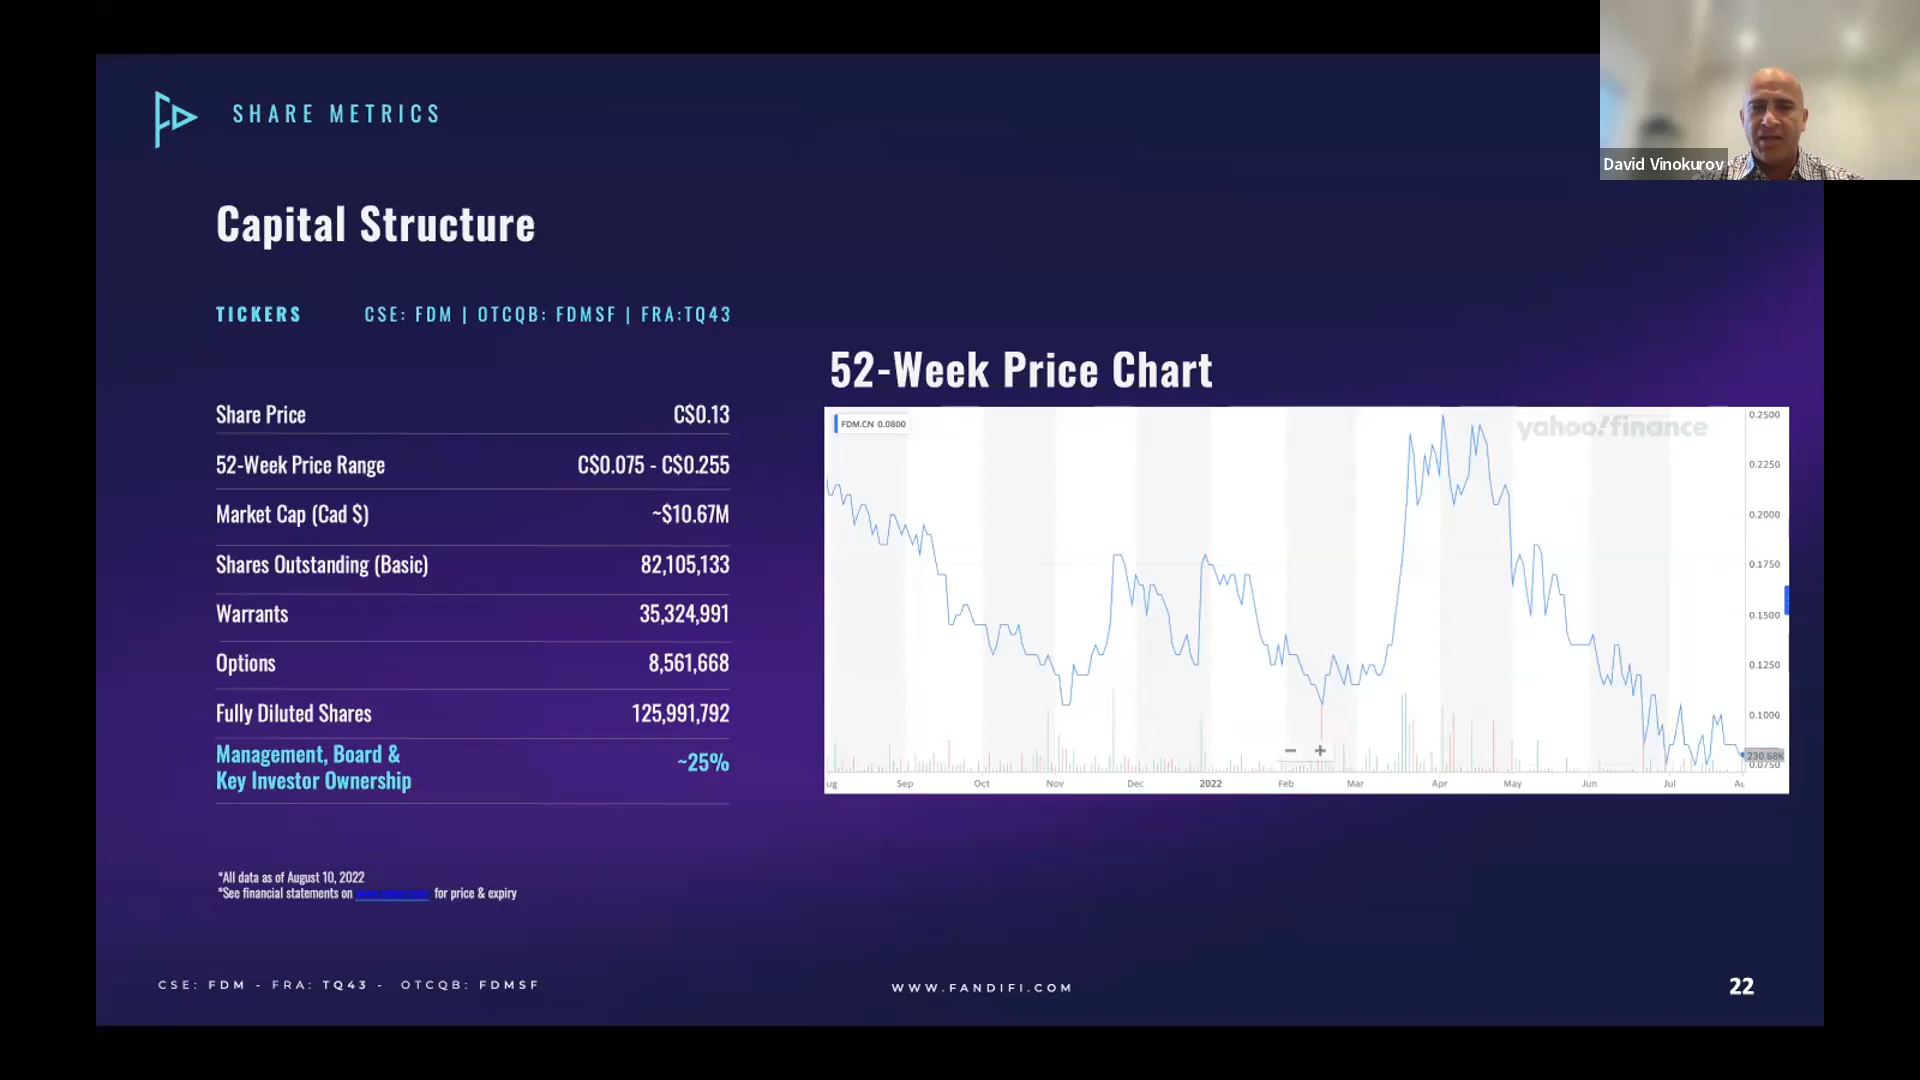 SHARE METRICS
David Vinokurov
Capital Structure
TICKERS CSE: FDM | OTCQB: FDMSF | FRA:TQ43
Share Price C$0.13
52-Week Price Range C$0.075 - C$0.255
Market Cap (Cad $) ~$10.67M
Shares Outstanding (Basic) 82,105,133
Warrants 35,324,991
Options 8,561,668
Fully Diluted Shares 125,991,792
Management, Board &
Key Investor Ownership ~25%
*All data as of August 10, 2022
*See financial statements on for price & expiry
52-Week Price Chart
FDM.CN 0.0800
yahoo!finance
0.2500
0.2250
0.2000
0.1750
0.1500
0.1250
0.1000
230.68K
0.0750
ug Sep Oct Nov Dec 2022 Feb Mar Apr May Jun Jul Au
CSE: FDM - FRA: TQ43 - OTCQB: FDMSF
WWW.FANDIFI.COM
22